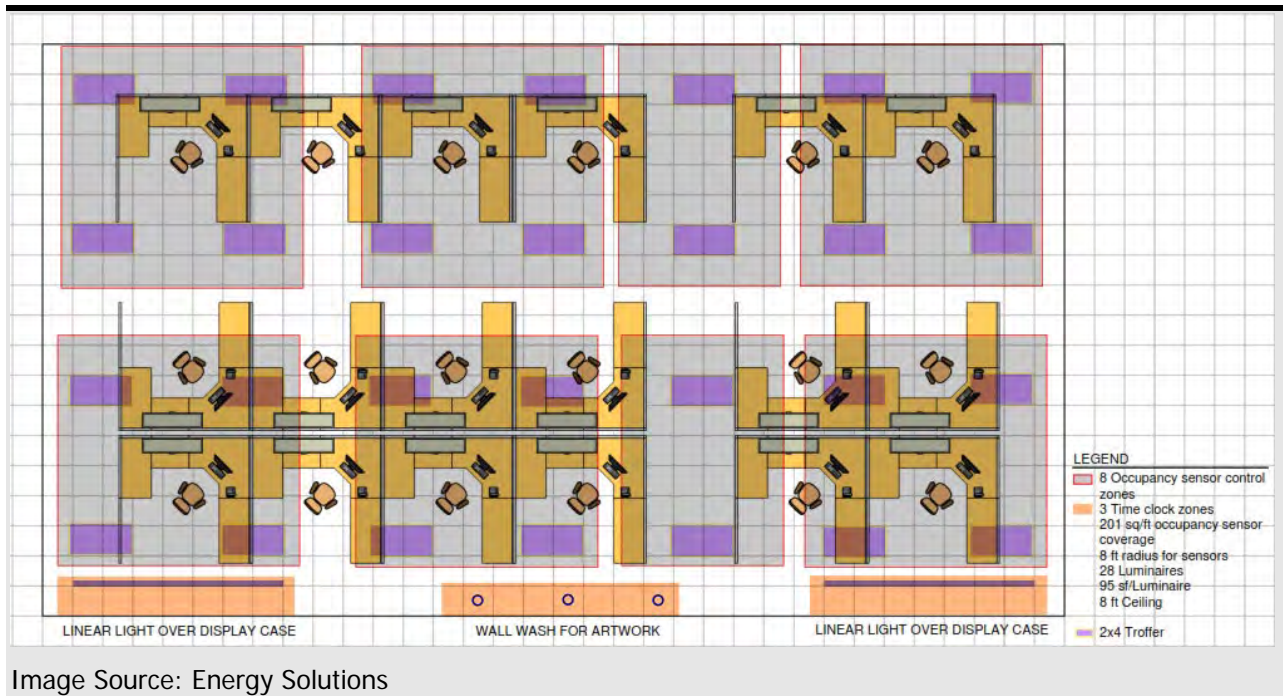 LEGEND
8 Occupancy sensor control
zones
3 Time clock zones
201 sq/ft occupancy sensor
coverage
8 ft radius for sensors
28 Luminaires
95 sf/Luminaire
8 ft Ceiling
2x4 Troffer
LINEAR LIGHT OVER DISPLAY CASE
WALL WASH FOR ARTWORK
LINEAR LIGHT OVER DISPLAY CASE
Image Source: Energy Solutions